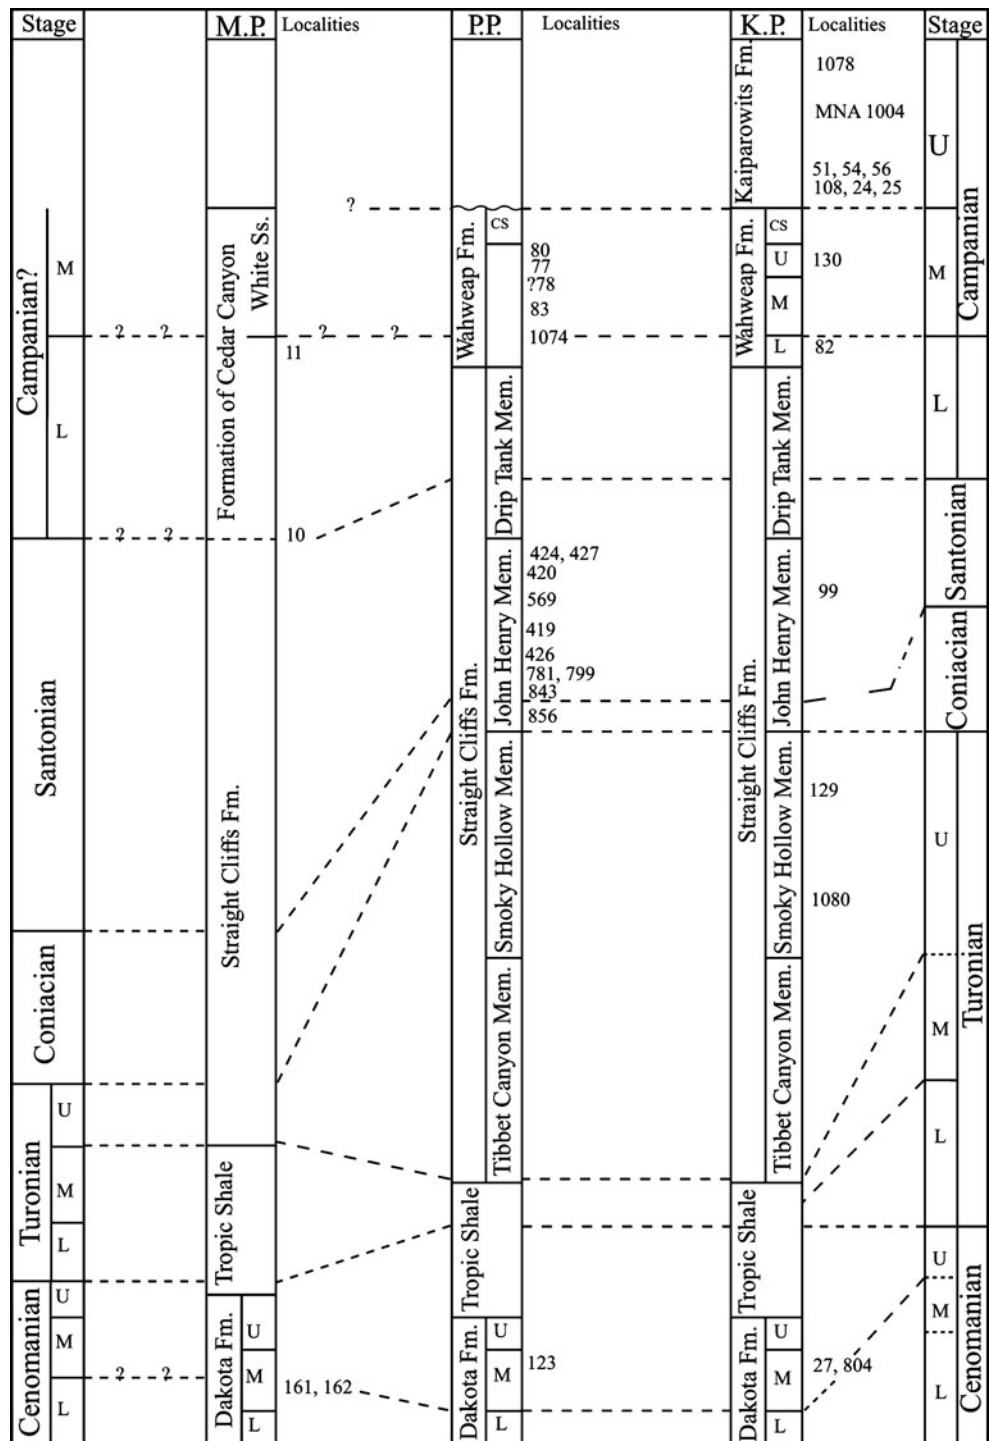 Stage M.P. Localities P.P. Localities K.P. Localities Stage
Campanian?
M
L
Santonian
Coniacian
Turonian
U
M
L
Cenomanian
U
M
L
? ?
? ?
? ?
Formation of Cedar Canyon
White Ss.
Straight Cliffs Fm.
Tropic Shale
Dakota Fm.
U
M
L
?
? ?
11
10
161, 162
Wahweap Fm.
CS
Straight Cliffs Fm.
Drip Tank Mem.
John Henry Mem.
Smoky Hollow Mem.
Tibbet Canyon Mem.
Tropic Shale
Dakota Fm.
U
M
L
80
77
?78
83
1074
424, 427
420
569
419
426
781, 799
843
856
123
Kaiparowits Fm.
Wahweap Fm.
CS
U
M
L
Straight Cliffs Fm.
Drip Tank Mem.
John Henry Mem.
Smoky Hollow Mem.
Tibbet Canyon Mem.
Tropic Shale
Dakota Fm.
U
M
L
1078
MNA 1004
51, 54, 56
108, 24, 25
130
82
99
129
1080
27, 804
U
M
L
Campanian
Santonian
Coniacian
U
M
L
Turonian
U
M
L
Cenomanian